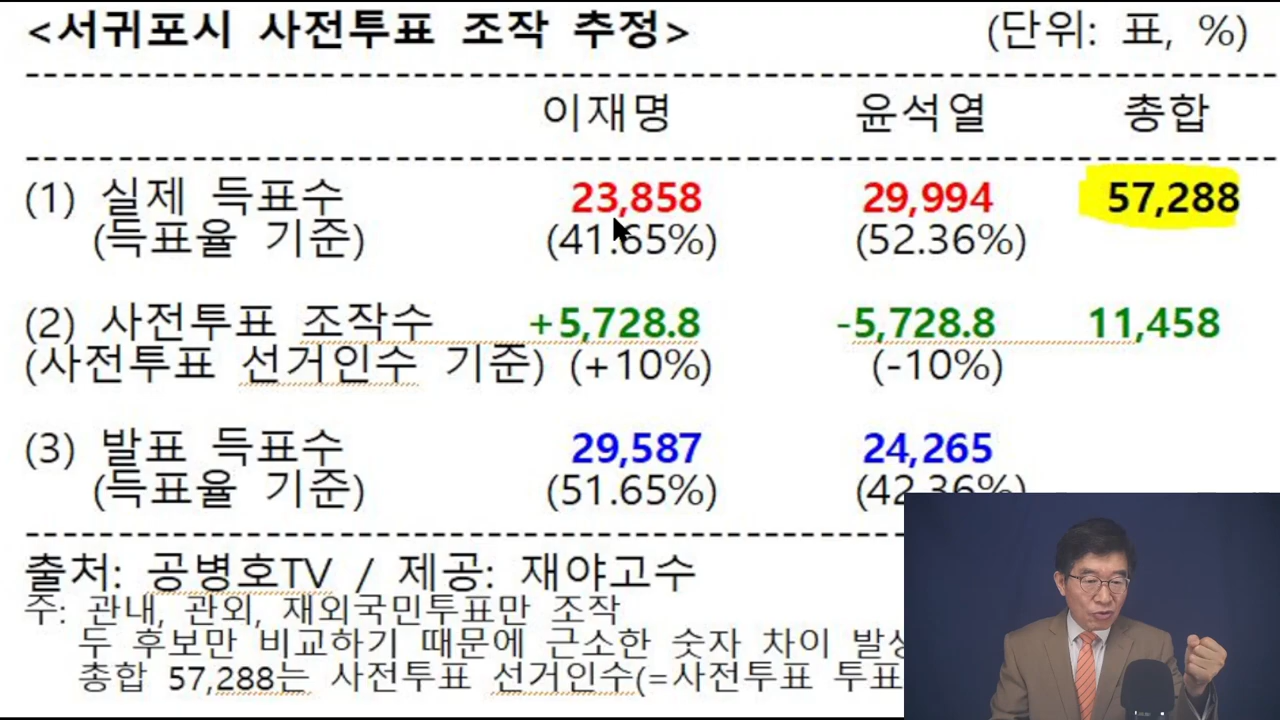 <서귀포시 사전투표 조작 추정> (단위: 표, %)
이재명 윤석열 총합
(1) 실제 득표수 23,858 29,994 57,288
(득표율 기준) (41.65%) (52.36%)
(2) 사전투표 조작수 +5,728.8 -5,728.8 11,458
(사전투표 선거인수 기준) (+10%) (-10%)
(3) 발표 득표수 29,587 24,265
(득표율 기준) (51.65%) (42.36%)
출처: 공병호TV / 제공: 재야고수
주: 관내, 관외, 재외국민투표만 조작
두 후보만 비교하기 때문에 근소한 숫자 차이
총합 57,288는 사전투표 선거인수(=사전투표